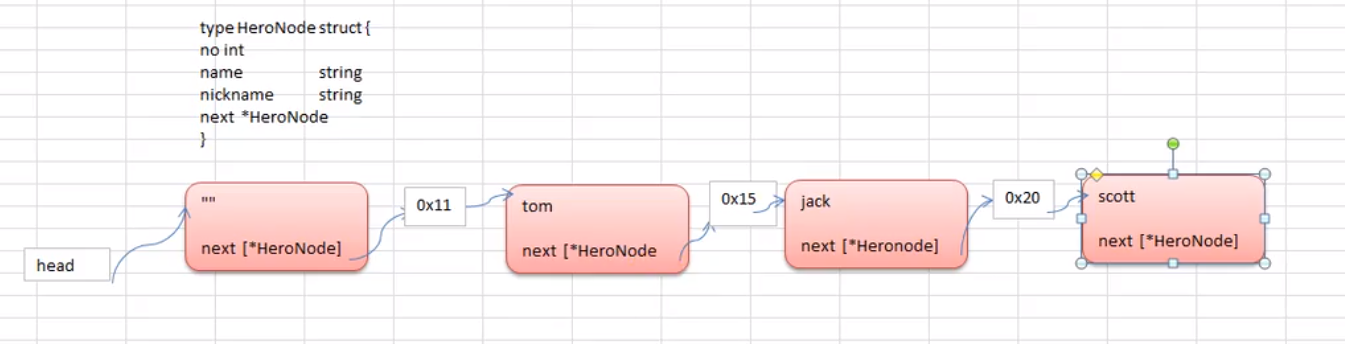 type HeroNode struct {
no int
name string
nickname string
next *HeroNode
}
head
""
next [*HeroNode]
0x11
tom
next [*HeroNode
0x15
jack
next [*Heronode]
0x20
scott
next [*HeroNode]